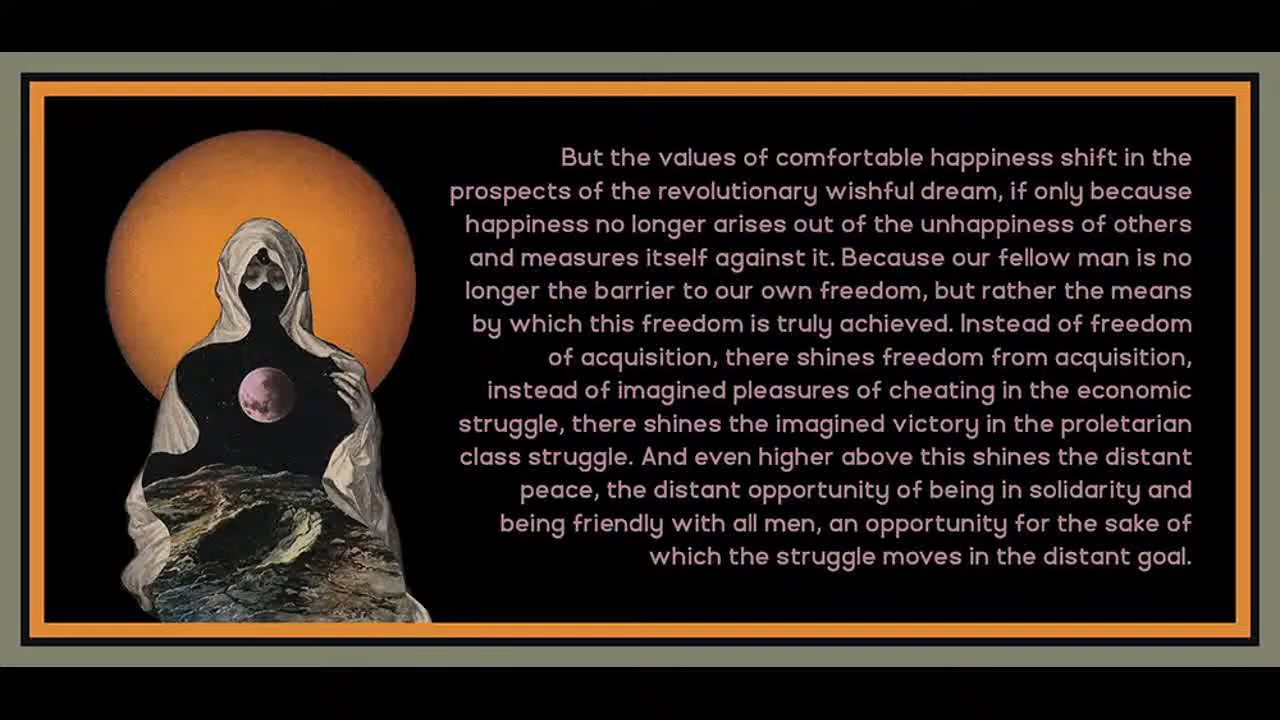 But the values of comfortable happiness shift in the
prospects of the revolutionary wishful dream, if only because
happiness no longer arises out of the unhappiness of others
and measures itself against it. Because our fellow man is no
longer the barrier to our own freedom, but rather the means
by which this freedom is truly achieved. Instead of freedom
of acquisition, there shines freedom from acquisition,
instead of imagined pleasures of cheating in the economic
struggle, there shines the imagined victory in the proletarian
class struggle. And even higher above this shines the distant
peace, the distant opportunity of being in solidarity and
being friendly with all men, an opportunity for the sake of
which the struggle moves in the distant goal.